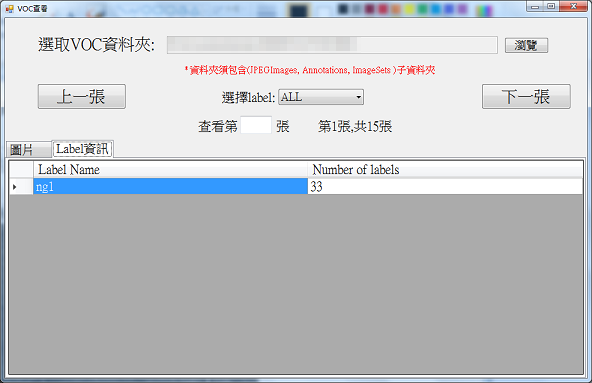 VOC查看
選取VOC資料夾: 瀏覽
*資料夾須包含(JPEGImages, Annotations, ImageSets )子資料夾
上一張 選擇label: ALL 下一張
查看第 張 第1張,共15張
圖片 Label資訊
Label Name Number of labels
ng1 33